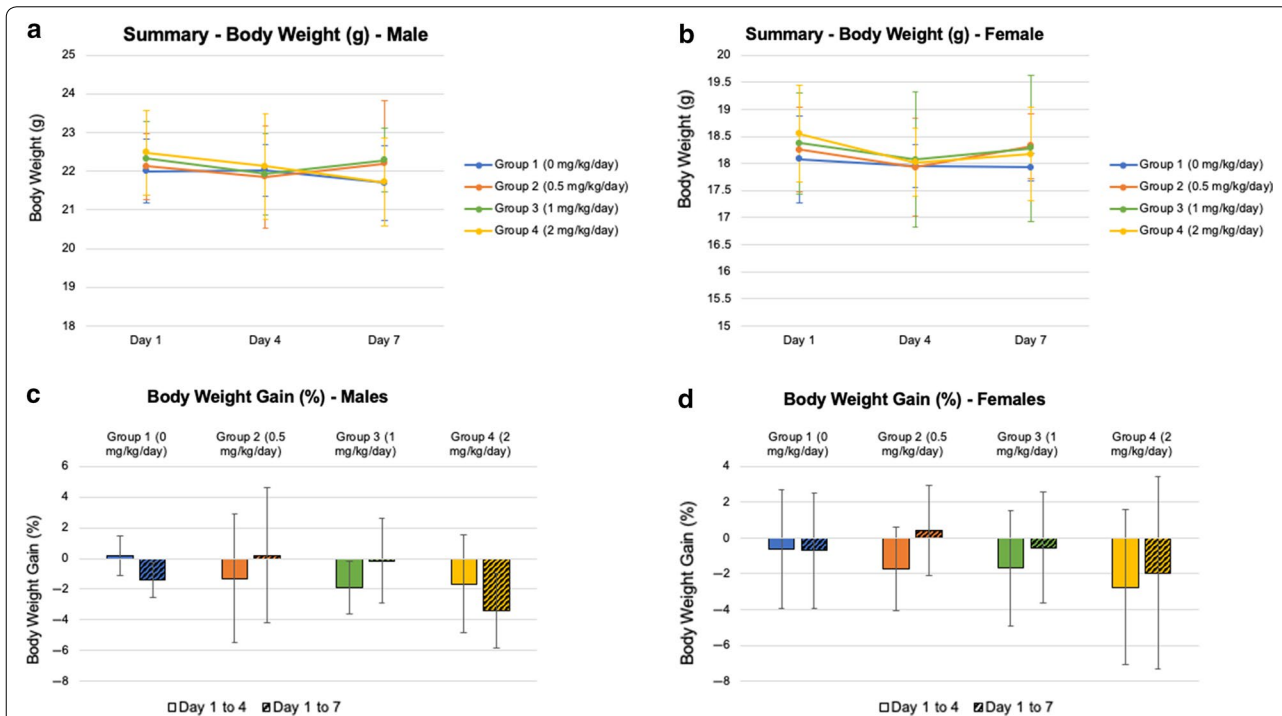 a
Summary - Body Weight (g) - Male
Body Weight (g)
25
24
23
22
21
20
19
18
Day 1 Day 4 Day 7
Group 1 (0 mg/kg/day)
Group 2 (0.5 mg/kg/day)
Group 3 (1 mg/kg/day)
Group 4 (2 mg/kg/day)
b
Summary - Body Weight (g) - Female
Body Weight (g)
20
19.5
19
18.5
18
17.5
17
16.5
16
15.5
15
Day 1 Day 4 Day 7
Group 1 (0 mg/kg/day)
Group 2 (0.5 mg/kg/day)
Group 3 (1 mg/kg/day)
Group 4 (2 mg/kg/day)
c
Body Weight Gain (%) - Males
Group 1 (0
mg/kg/day)
Group 2 (0.5
mg/kg/day)
Group 3 (1
mg/kg/day)
Group 4 (2
mg/kg/day)
Body Weight Gain (%)
6
4
2
0
−2
−4
−6
−8
Day 1 to 4 Day 1 to 7
d
Body Weight Gain (%) - Females
Group 1 (0
mg/kg/day)
Group 2 (0.5
mg/kg/day)
Group 3 (1
mg/kg/day)
Group 4 (2
mg/kg/day)
Body Weight Gain (%)
4
2
0
−2
−4
−6
−8
Day 1 to 4 Day 1 to 7